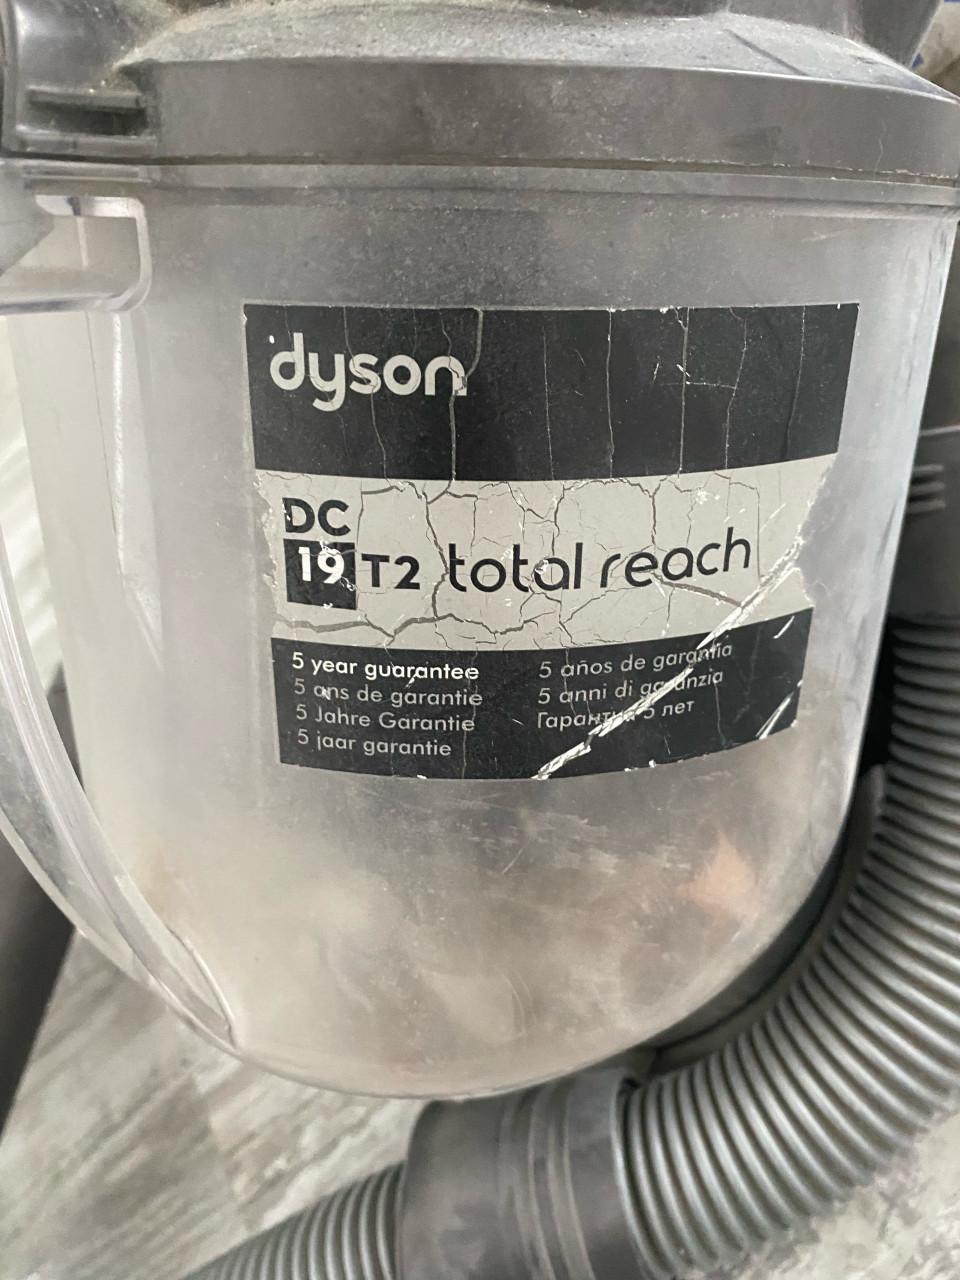 dyson
DC
19 T2 total reach
5 year guarantee
5 ans de garantie
5 Jahre Garantie
5 jaar garantie
5 años de garantia
5 anni di garanzia
Гарантия 5 лет